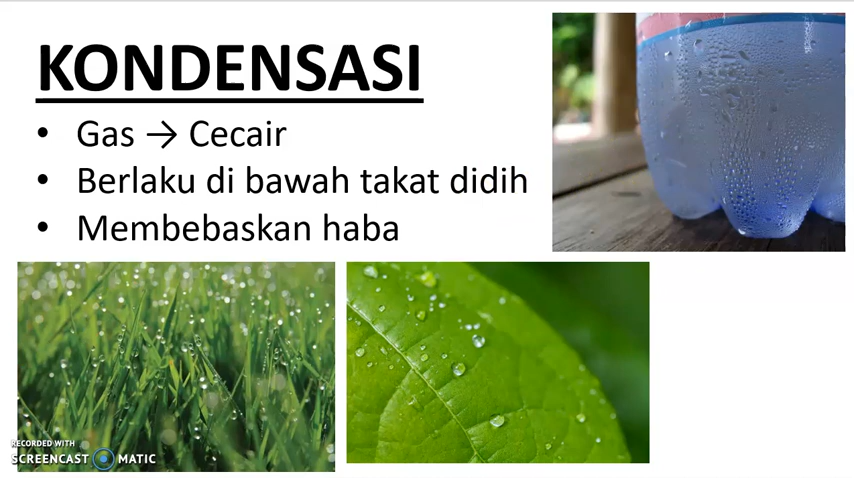 KONDENSASI
• Gas → Cecair
• Berlaku di bawah takat didih
• Membebaskan haba
RECORDED WITH
SCREENCAST MATIC